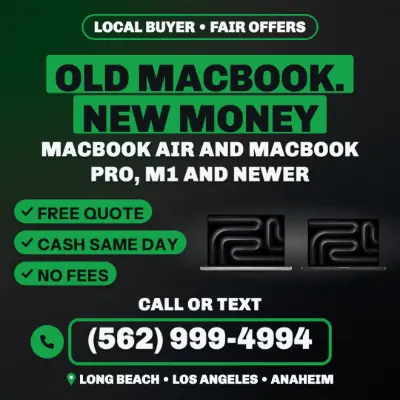 LOCAL BUYER • FAIR OFFERS
OLD MACBOOK.
NEW MONEY
MACBOOK AIR AND MACBOOK
PRO, M1 AND NEWER
FREE QUOTE
CASH SAME DAY
NO FEES
CALL OR TEXT
(562) 999-4994
LONG BEACH • LOS ANGELES • ANAHEIM